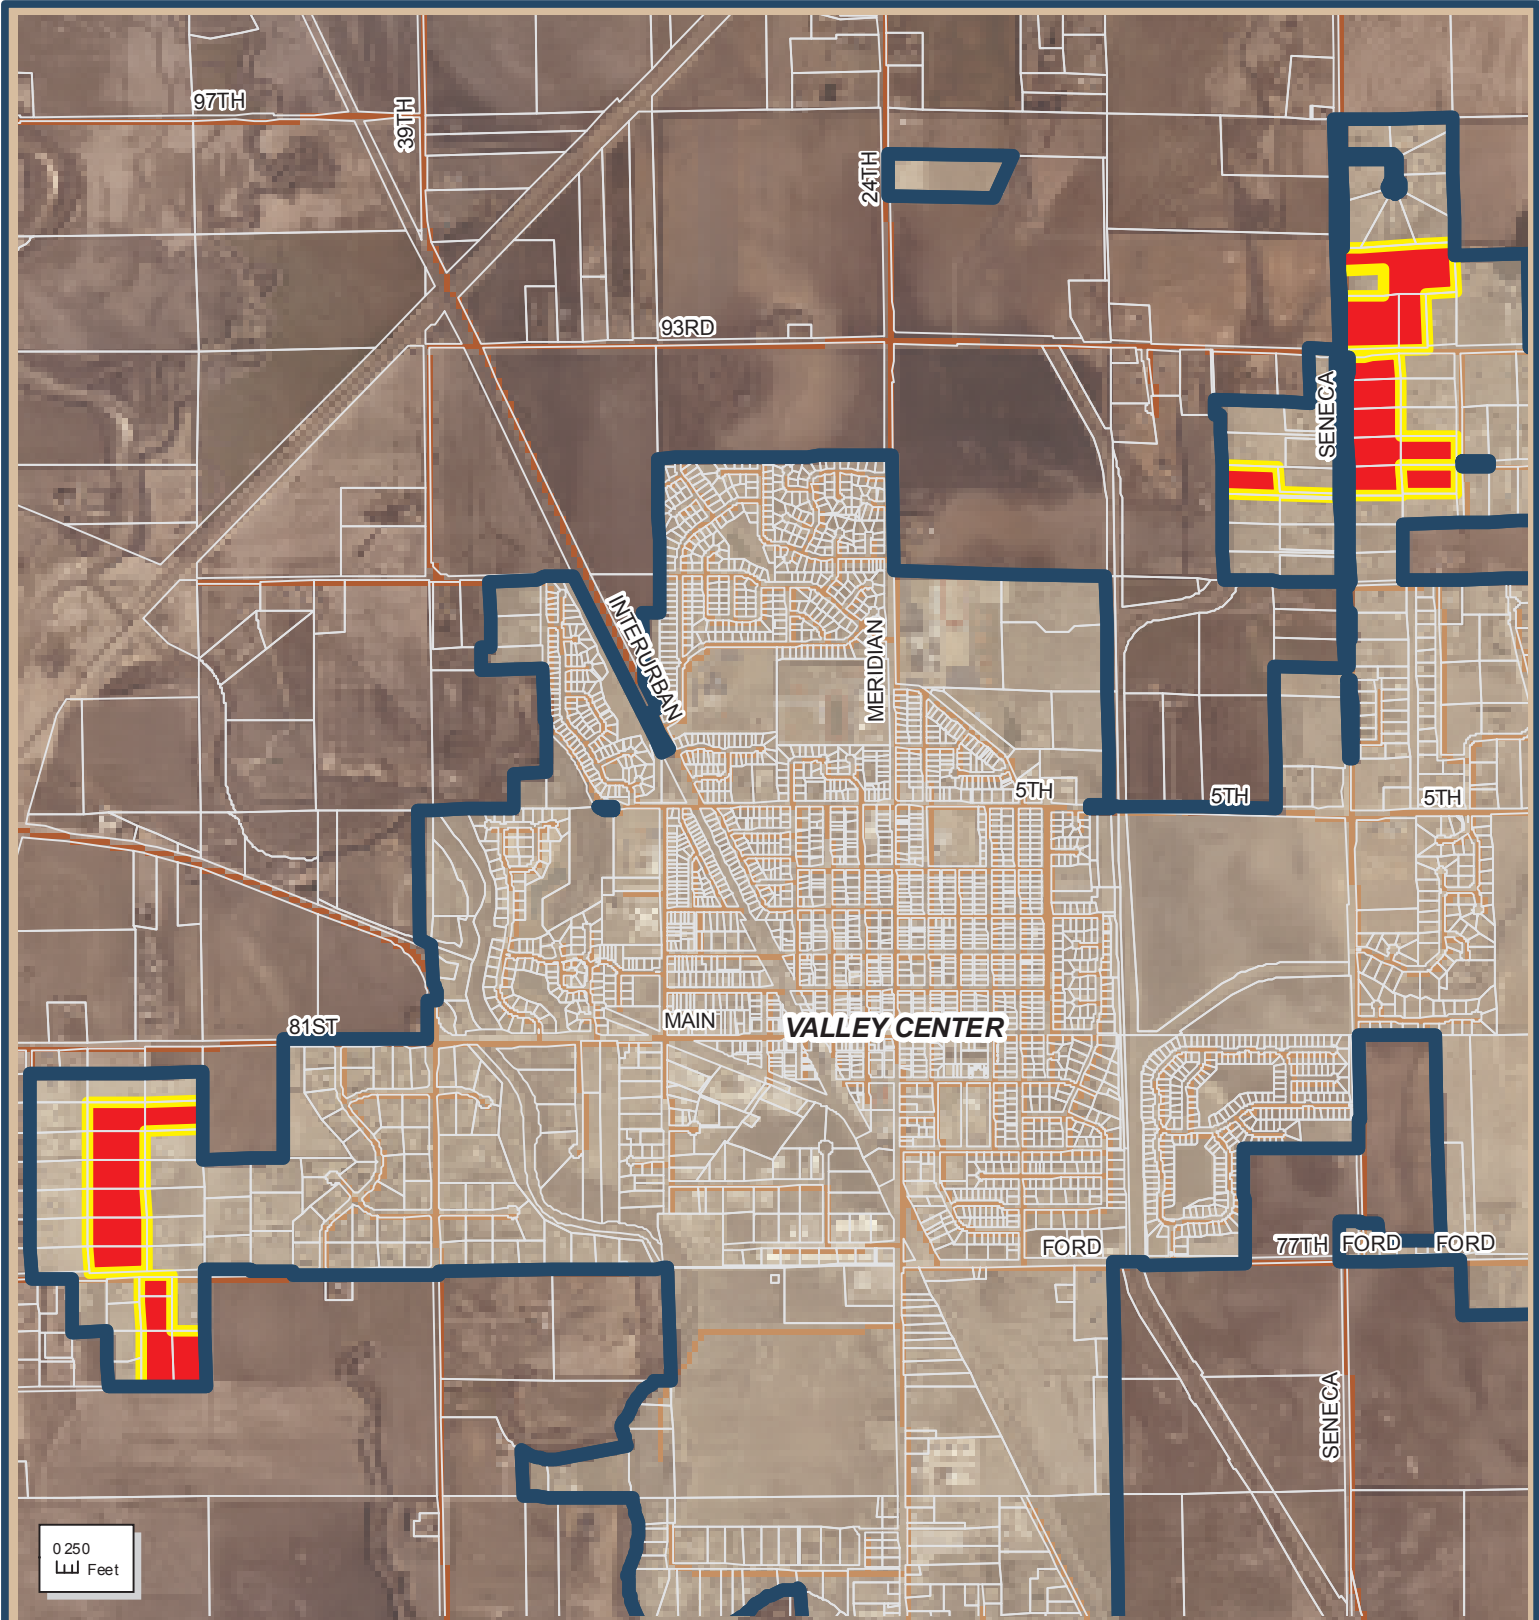 97TH
39TH
24TH
93RD
SENECA
INTERURBAN
MERIDIAN
5TH
5TH
5TH
MAIN
VALLEY CENTER
81ST
FORD
77TH
FORD
FORD
SENECA
0 250
Feet